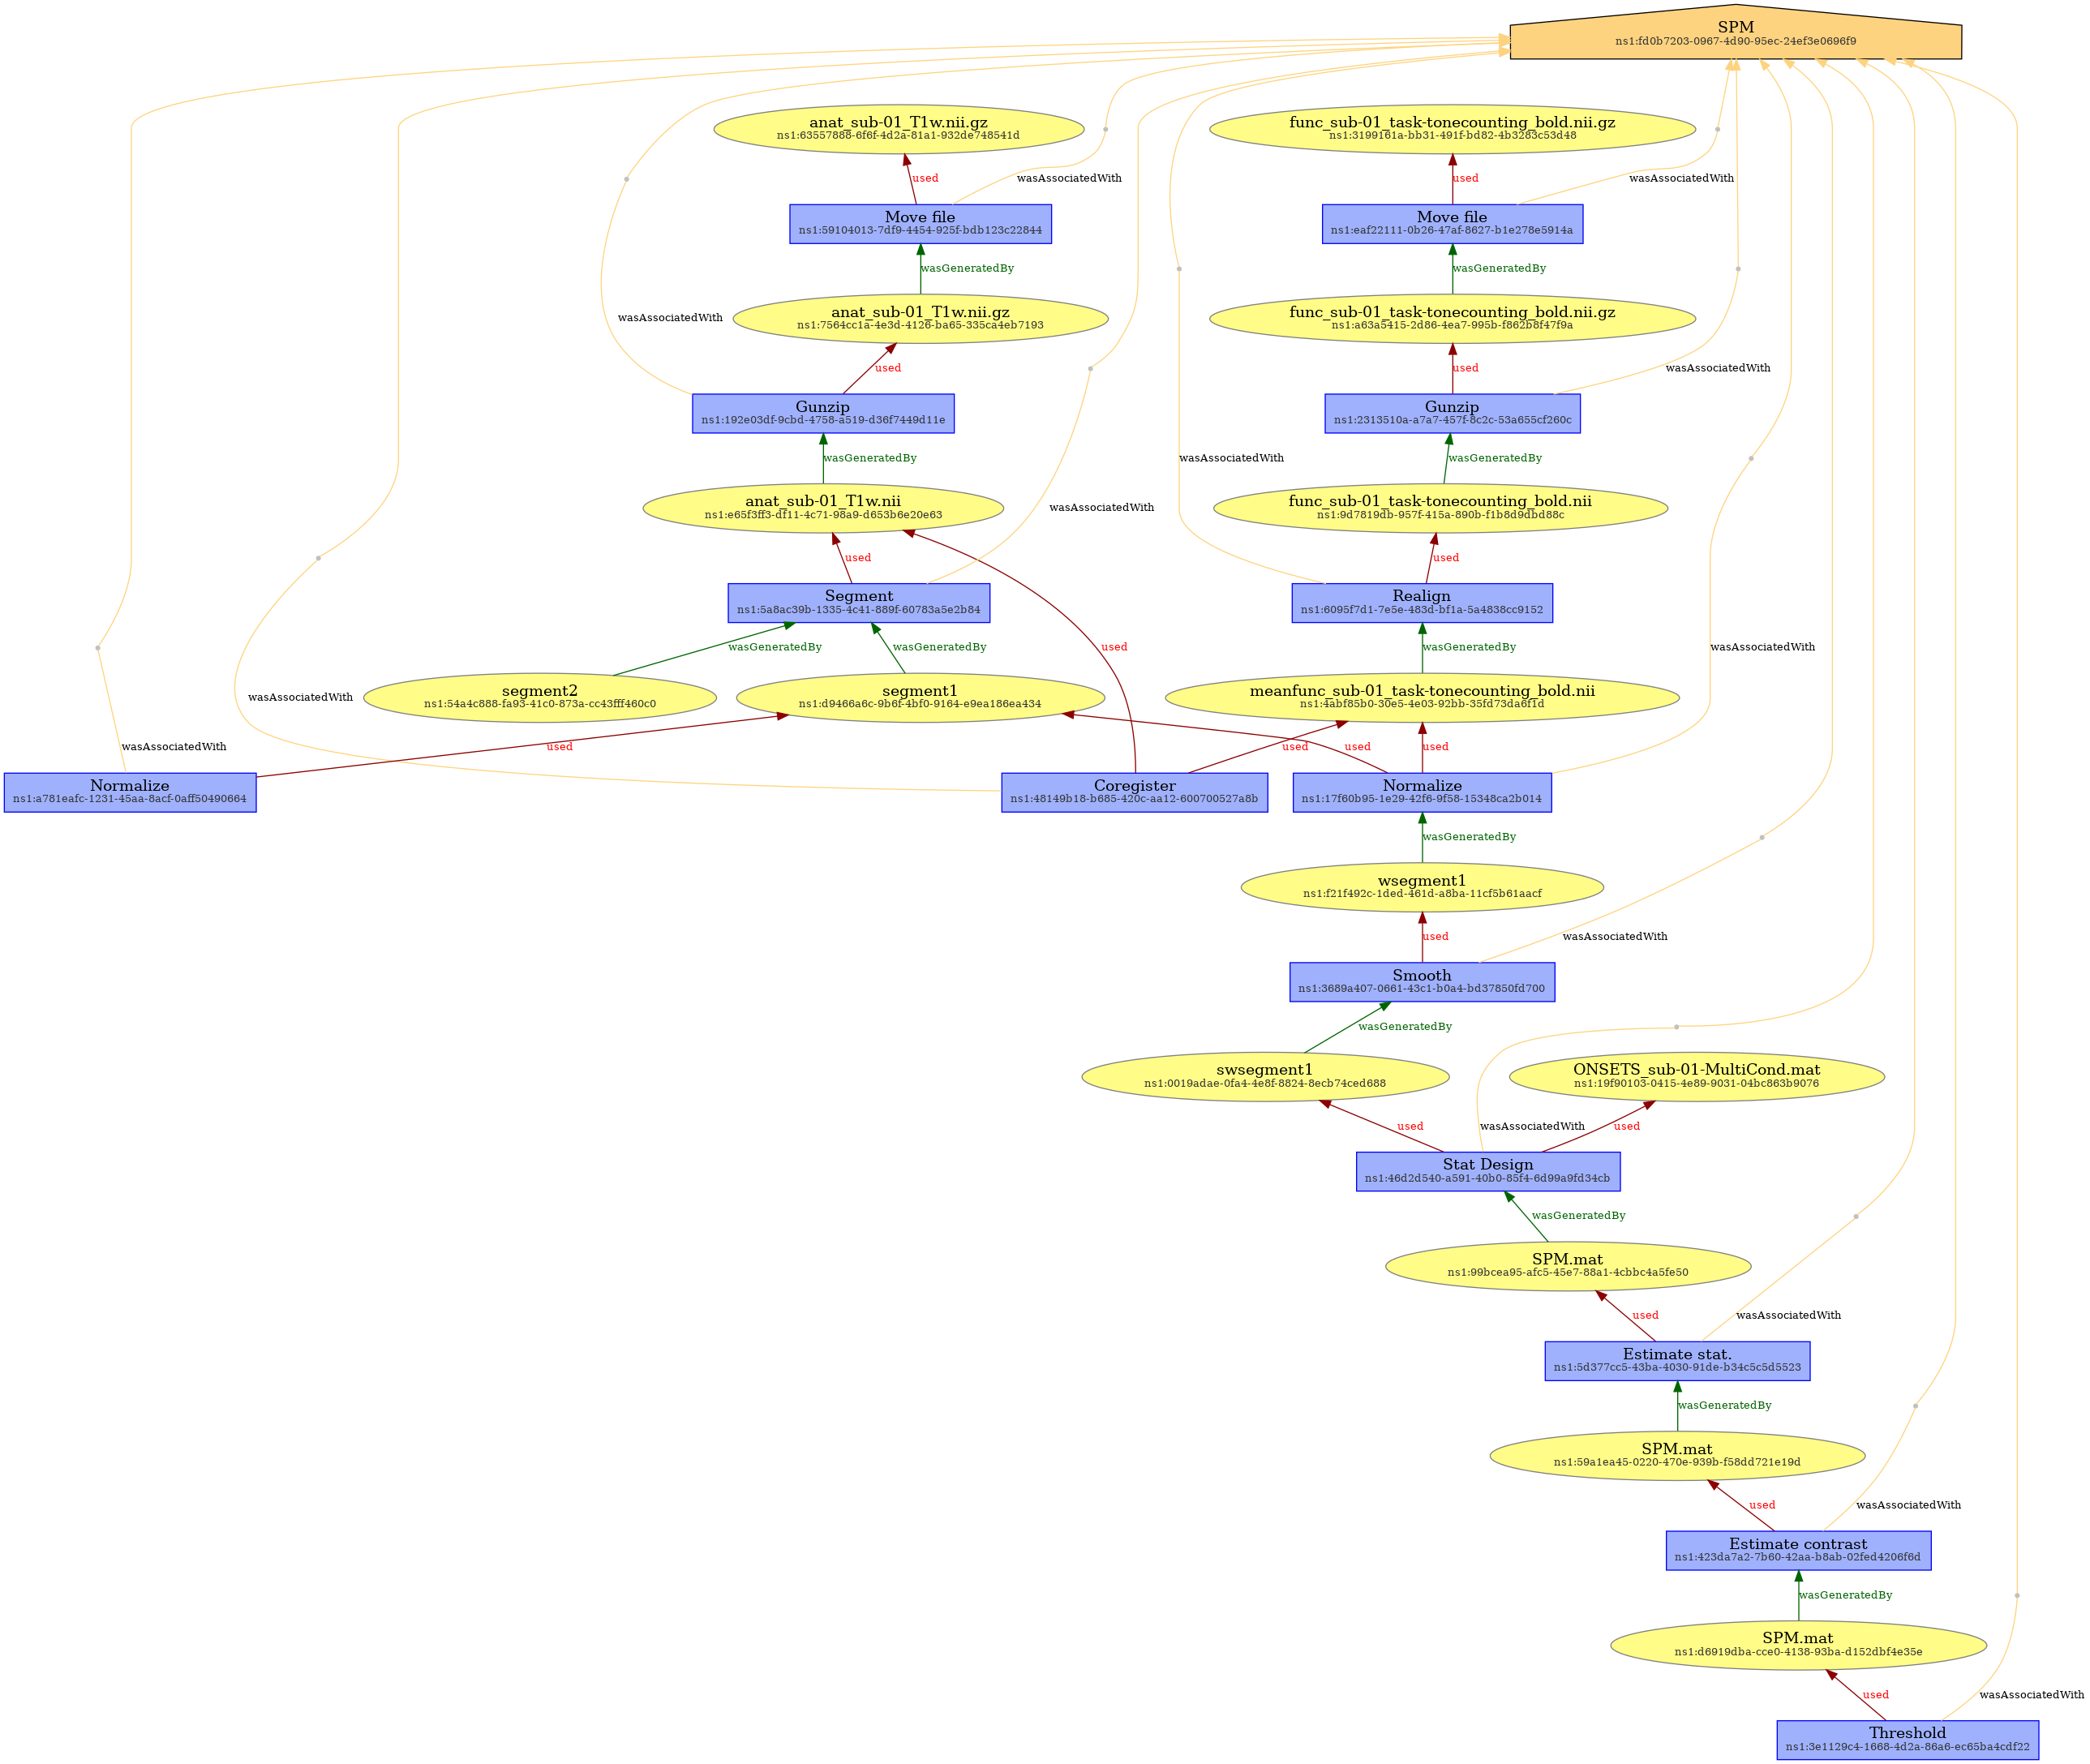 SPM
ns1:fd0b7203-0967-4d90-95ec-24ef3e0696f9
anat_sub-01_T1w.nii.gz
ns1:63557888-6f6f-4d2a-81a1-932de748541d
func_sub-01_task-tonecounting_bold.nii.gz
ns1:3199161a-bb31-491f-bd82-4b3283c53d48
used
wasAssociatedWith
used
wasAssociatedWith
Move file
ns1:59104013-7df9-4454-925f-bdb123c22844
Move file
ns1:eaf22111-0b26-47af-8627-b1e278e5914a
wasGeneratedBy
wasGeneratedBy
wasAssociatedWith
anat_sub-01_T1w.nii.gz
ns1:7564cc1a-4e3d-4126-ba65-335ca4eb7193
func_sub-01_task-tonecounting_bold.nii.gz
ns1:a63a5415-2d86-4ea7-995b-f862b8f47f9a
used
used
wasAssociatedWith
Gunzip
ns1:192e03df-9cbd-4758-a519-d36f7449d11e
Gunzip
ns1:2313510a-a7a7-457f-8c2c-53a655cf260c
wasGeneratedBy
wasAssociatedWith
wasGeneratedBy
anat_sub-01_T1w.nii
ns1:e65f3ff3-df11-4c71-98a9-d653b6e20e63
wasAssociatedWith
func_sub-01_task-tonecounting_bold.nii
ns1:9d7819db-957f-415a-890b-f1b8d9dbd88c
used
used
Segment
ns1:5a8ac39b-1335-4c41-889f-60783a5e2b84
Realign
ns1:6095f7d1-7e5e-483d-bf1a-5a4838cc9152
wasGeneratedBy
wasGeneratedBy
used
wasGeneratedBy
wasAssociatedWith
wasAssociatedWith
segment2
ns1:54a4c888-fa93-41c0-873a-cc43fff460c0
segment1
ns1:d9466a6c-9b6f-4bf0-9164-e9ea186ea434
meanfunc_sub-01_task-tonecounting_bold.nii
ns1:4abf85b0-30e5-4e03-92bb-35fd73da6f1d
wasAssociatedWith
used
used
used
used
Normalize
ns1:a781eafc-1231-45aa-8acf-0aff50490664
Coregister
ns1:48149b18-b685-420c-aa12-600700527a8b
Normalize
ns1:17f60b95-1e29-42f6-9f58-15348ca2b014
wasGeneratedBy
wsegment1
ns1:f21f492c-1ded-461d-a8ba-11cf5b61aacf
used
wasAssociatedWith
Smooth
ns1:3689a407-0661-43c1-b0a4-bd37850fd700
wasGeneratedBy
swsegment1
ns1:0019adae-0fa4-4e8f-8824-8ecb74ced688
ONSETS_sub-01-MultiCond.mat
ns1:19f90103-0415-4e89-9031-04bc863b9076
used
wasAssociatedWith
used
Stat Design
ns1:46d2d540-a591-40b0-85f4-6d99a9fd34cb
wasGeneratedBy
SPM.mat
ns1:99bcea95-afc5-45e7-88a1-4cbbc4a5fe50
used
wasAssociatedWith
Estimate stat.
ns1:5d377cc5-43ba-4030-91de-b34c5c5d5523
wasGeneratedBy
SPM.mat
ns1:59a1ea45-0220-470e-939b-f58dd721e19d
used
wasAssociatedWith
Estimate contrast
ns1:423da7a2-7b60-42aa-b8ab-02fed4206f6d
wasGeneratedBy
SPM.mat
ns1:d6919dba-cce0-4138-93ba-d152dbf4e35e
used
wasAssociatedWith
Threshold
ns1:3e1129c4-1668-4d2a-86a6-ec65ba4cdf22